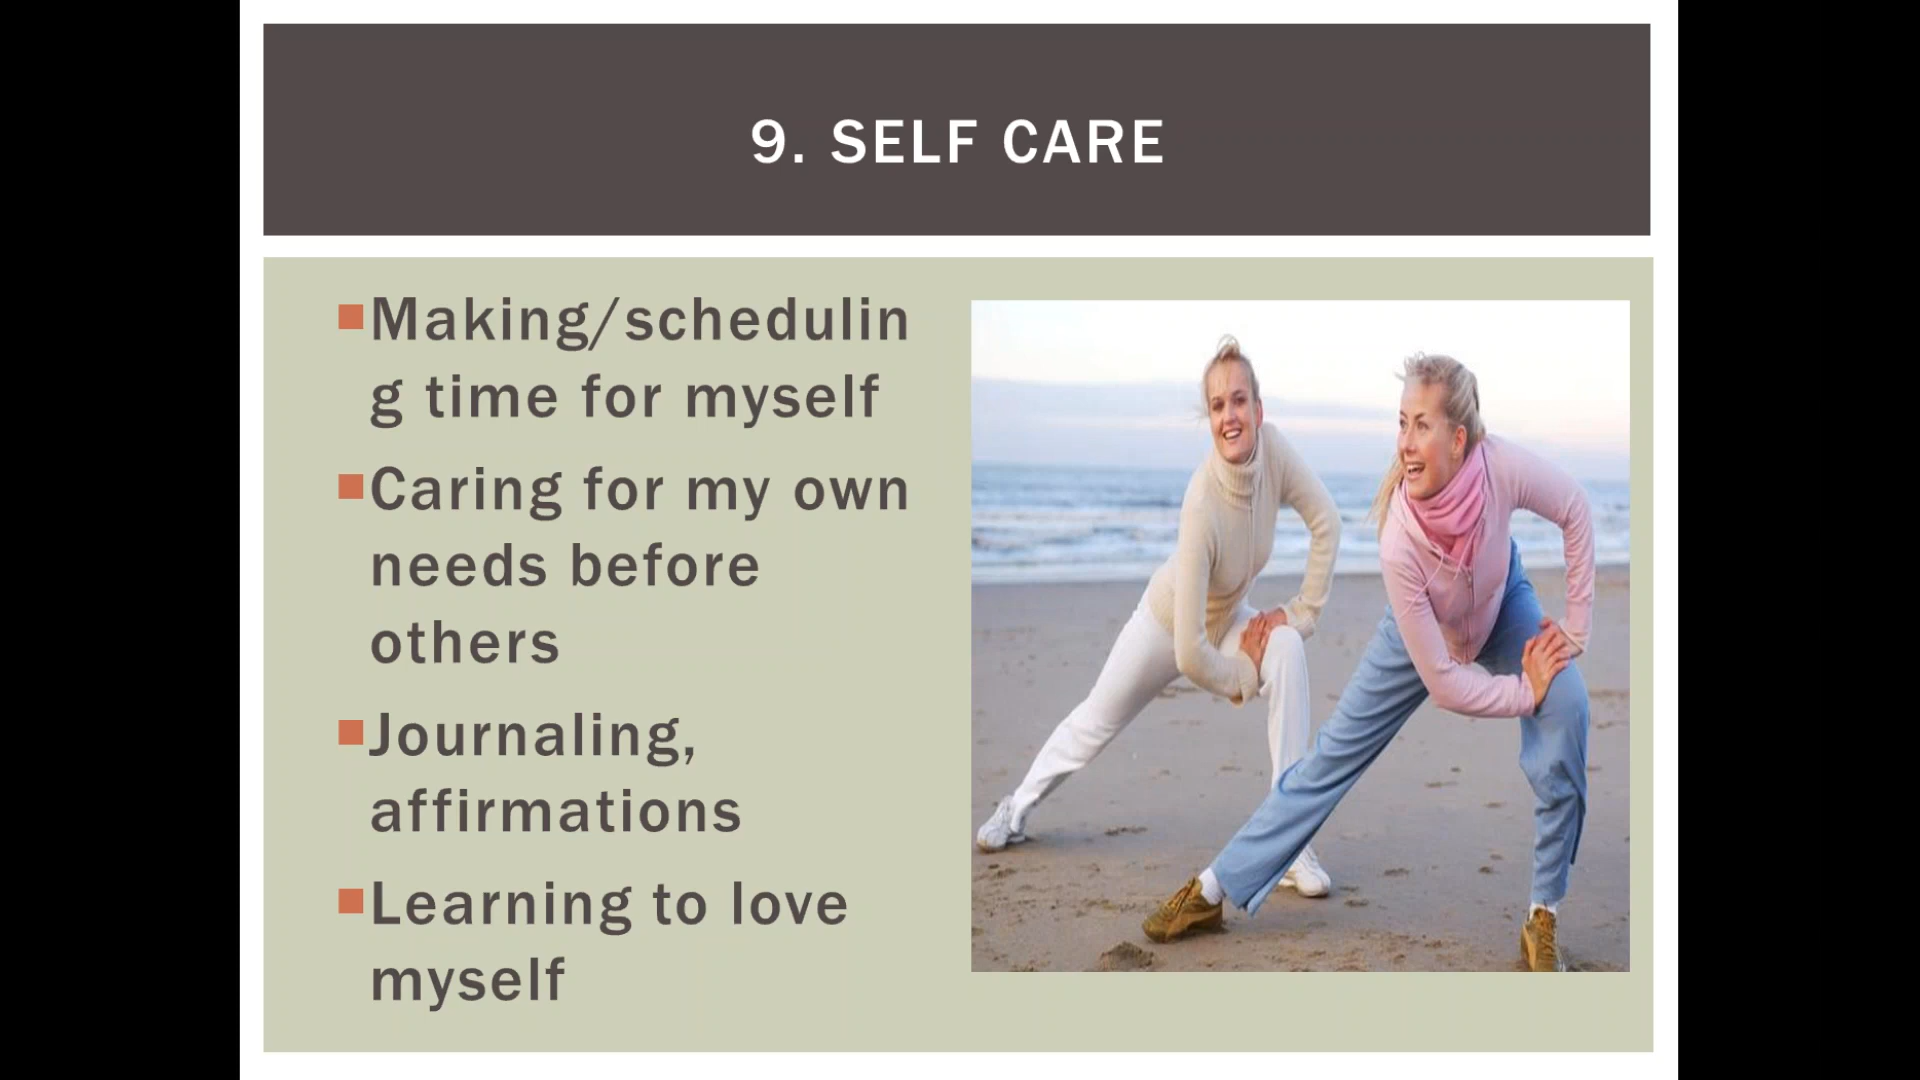 9. SELF CARE
Making/schedulin
g time for myself
Caring for my own
needs before
others
Journaling,
affirmations
Learning to love
myself